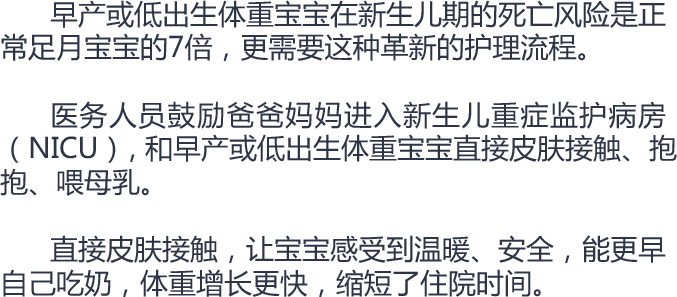 早产或低出生体重宝宝在新生儿期的死亡风险是正
常足月宝宝的7倍，更需要这种革新的护理流程。
医务人员鼓励爸爸妈妈进入新生儿重症监护病房
（NICU），和早产或低出生体重宝宝直接皮肤接触、抱
抱、喂母乳。
直接皮肤接触，让宝宝感受到温暖、安全，能更早
自己吃奶，体重增长更快，缩短了住院时间。